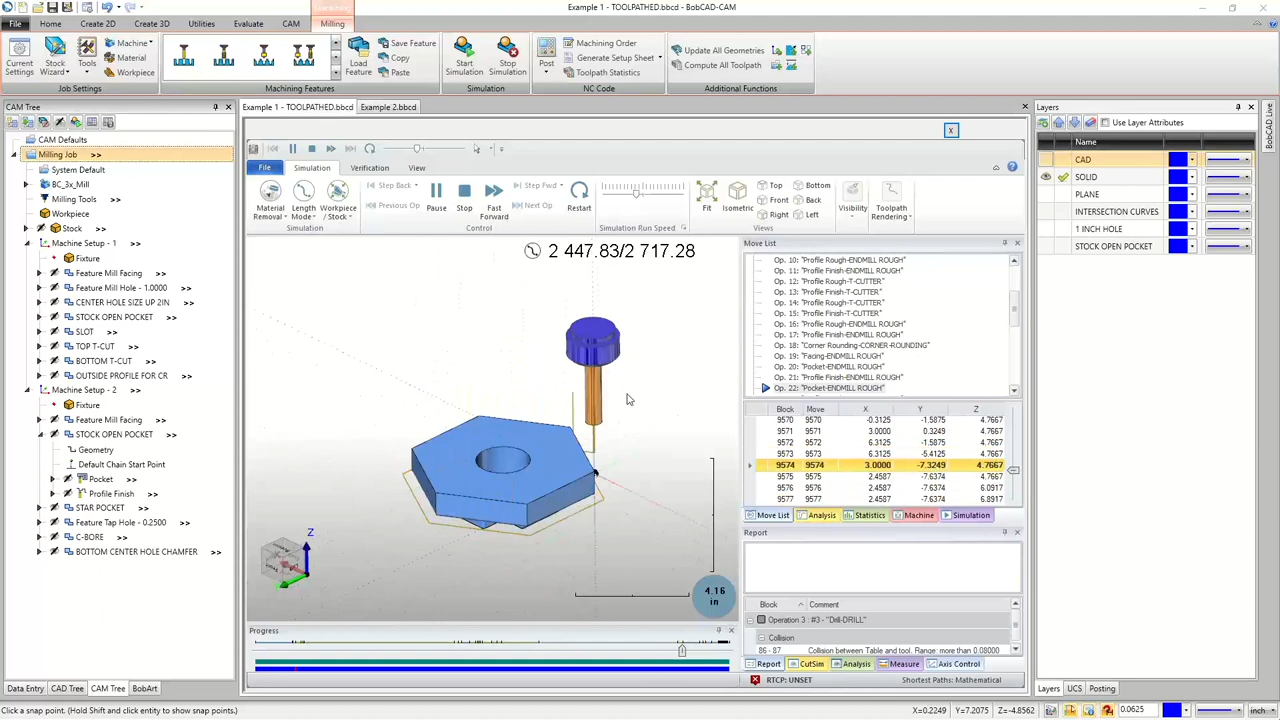 Example 1 - TOOLPATHED.bbcd - BobCAD-CAM
File
Home
Create 2D
Create 3D
Utilities
Evaluate
CAM
Milling
Current Settings
Stock Wizard
Tools
Machine
Material
Workpiece
Job Settings
Machining Features
Load Feature
Save Feature
Copy
Paste
Start Simulation
Stop Simulation
Simulation
Post
Machining Order
Generate Setup Sheet
Toolpath Statistics
NC Code
Update All Geometries
Compute All Toolpath
Additional Functions
CAM Tree
CAM Defaults
Milling Job >>
System Default
BC_3x_Mill
Milling Tools >>
Workpiece
Stock >>
Machine Setup - 1 >>
Fixture
Feature Mill Facing >>
Feature Mill Hole - 1.0000 >>
CENTER HOLE SIZE UP 2IN >>
STOCK OPEN POCKET >>
SLOT >>
TOP T-CUT >>
BOTTOM T-CUT >>
OUTSIDE PROFILE FOR CR >>
Machine Setup - 2 >>
Fixture
Feature Mill Facing >>
STOCK OPEN POCKET >>
Geometry
Default Chain Start Point
Pocket >>
Profile Finish >>
STAR POCKET >>
Feature Tap Hole - 0.2500 >>
C-BORE >>
BOTTOM CENTER HOLE CHAMFER >>
Data Entry
CAD Tree
CAM Tree
BobArt
Example 1 - TOOLPATHED.bbcd
Example 2.bbcd
File
Simulation
Verification
View
Material Removal
Length Mode
Workpiece / Stock
Simulation
Step Back
Previous Op
Pause
Stop
Fast Forward
Step Fwd
Next Op
Restart
Control
Simulation Run Speed
Fit
Isometric
Top
Front
Right
Bottom
Back
Left
Views
Visibility
Toolpath Rendering
2 447.83/2 717.28
Z
4.16 in
Progress
Move List
Op. 10: "Profile Rough-ENDMILL ROUGH"
Op. 11: "Profile Finish-ENDMILL ROUGH"
Op. 12: "Profile Rough-T-CUTTER"
Op. 13: "Profile Finish-T-CUTTER"
Op. 14: "Profile Rough-T-CUTTER"
Op. 15: "Profile Finish-T-CUTTER"
Op. 16: "Profile Rough-ENDMILL ROUGH"
Op. 17: "Profile Finish-ENDMILL ROUGH"
Op. 18: "Corner Rounding-CORNER-ROUNDING"
Op. 19: "Facing-ENDMILL ROUGH"
Op. 20: "Pocket-ENDMILL ROUGH"
Op. 21: "Profile Finish-ENDMILL ROUGH"
Op. 22: "Pocket-ENDMILL ROUGH"
Block Move X Y Z
9570 9570 -0.3125 -1.5875 4.7667
9571 9571 3.0000 0.3249 4.7667
9572 9572 6.3125 -1.5875 4.7667
9573 9573 6.3125 -5.4125 4.7667
9574 9574 3.0000 -7.3249 4.7667
9575 9575 2.4587 -7.6374 4.7667
9576 9576 2.4587 -7.6374 6.0917
9577 9577 2.4587 -7.6374 6.8917
Move List
Analysis
Statistics
Machine
Simulation
Report
Block Comment
Operation 3 : #3 - "Drill-DRILL"
Collision
86 - 87 Collision between Table and tool. Range: more than 0.08000
Report
CutSim
Analysis
Measure
Axis Control
RTCP: UNSET
Shortest Paths: Mathematical
Layers
Use Layer Attributes
Name
CAD
SOLID
PLANE
INTERSECTION CURVES
1 INCH HOLE
STOCK OPEN POCKET
BobCAD Live
Layers
UCS
Posting
Click a snap point. (Hold Shift and click entity to show snap points.)
X=0.2249 Y=7.2075 Z=-4.8562
0.0625
inch